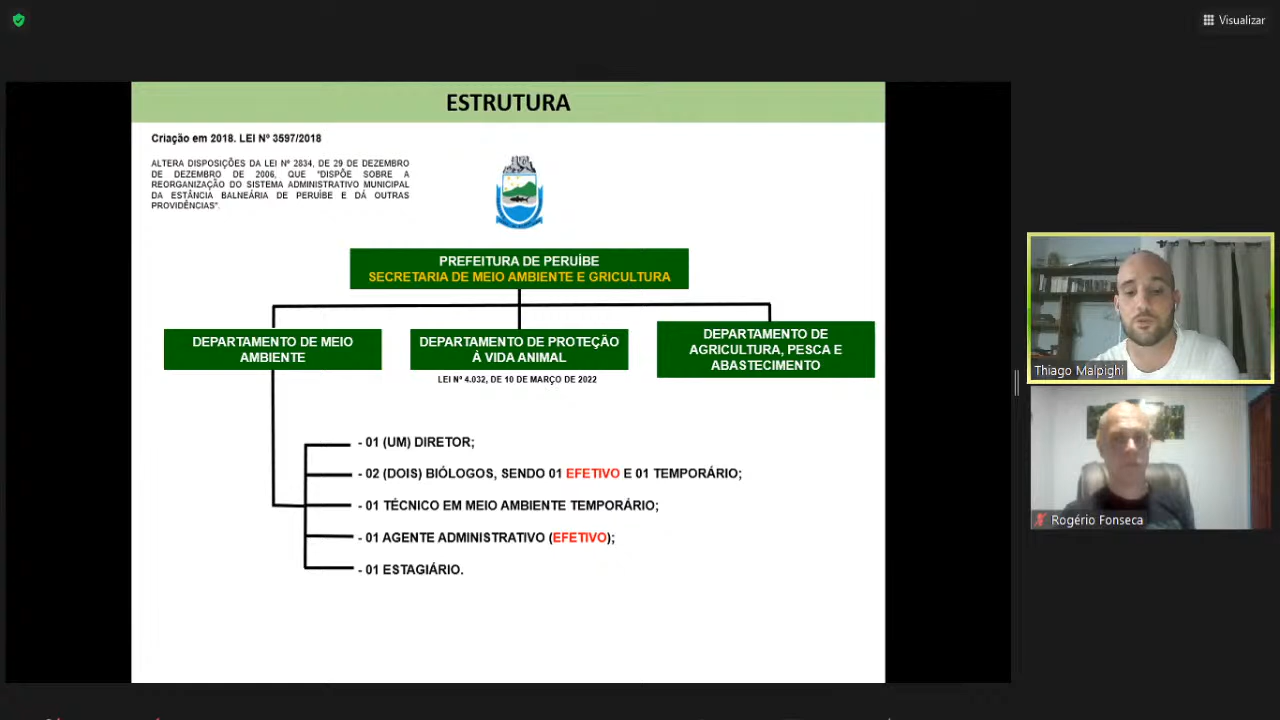 Visualizar
ESTRUTURA
Criação em 2018. LEI Nº 3597/2018
ALTERA DISPOSIÇÕES DA LEI Nº 2834, DE 29 DE DEZEMBRO
DE DEZEMBRO DE 2006, QUE "DISPÕE SOBRE A
REORGANIZAÇÃO DO SISTEMA ADMINISTRATIVO MUNICIPAL
DA ESTÂNCIA BALNEÁRIA DE PERUÍBE E DÁ OUTRAS
PROVIDÊNCIAS".
PREFEITURA DE PERUÍBE
SECRETARIA DE MEIO AMBIENTE E GRICULTURA
DEPARTAMENTO DE MEIO
AMBIENTE
DEPARTAMENTO DE PROTEÇÃO
À VIDA ANIMAL
LEI Nº 4.032, DE 10 DE MARÇO DE 2022
DEPARTAMENTO DE
AGRICULTURA, PESCA E
ABASTECIMENTO
- 01 (UM) DIRETOR;
- 02 (DOIS) BIÓLOGOS, SENDO 01 EFETIVO E 01 TEMPORÁRIO;
- 01 TÉCNICO EM MEIO AMBIENTE TEMPORÁRIO;
- 01 AGENTE ADMINISTRATIVO (EFETIVO);
- 01 ESTAGIÁRIO.
Thiago Malpighi
Rogério Fonseca